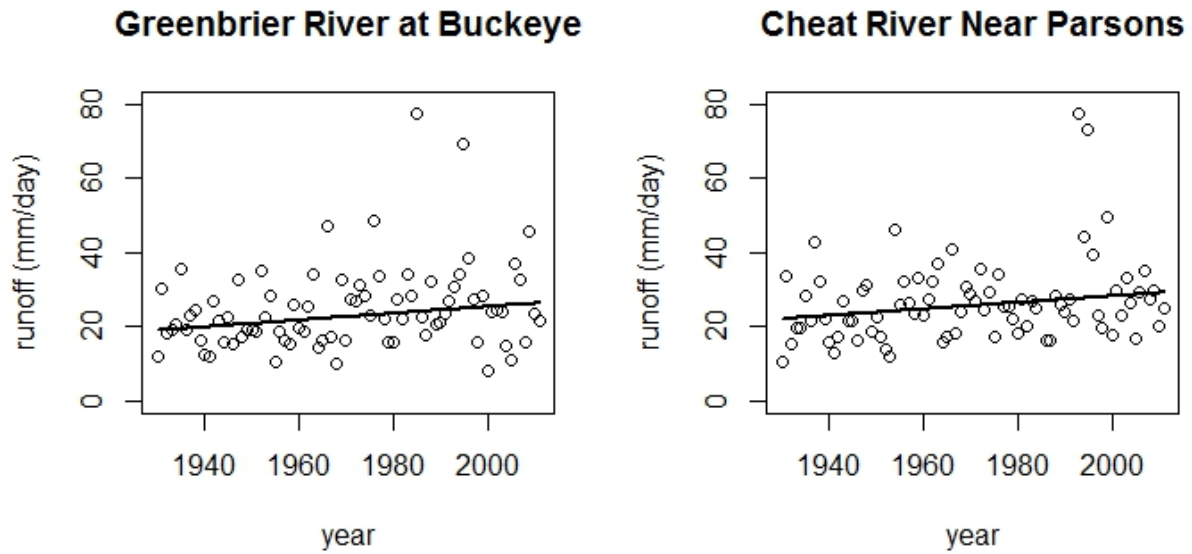 Greenbrier River at Buckeye
runoff (mm/day)
80
60
40
20
0
1940 1960 1980 2000
year
Cheat River Near Parsons
runoff (mm/day)
80
60
40
20
0
1940 1960 1980 2000
year